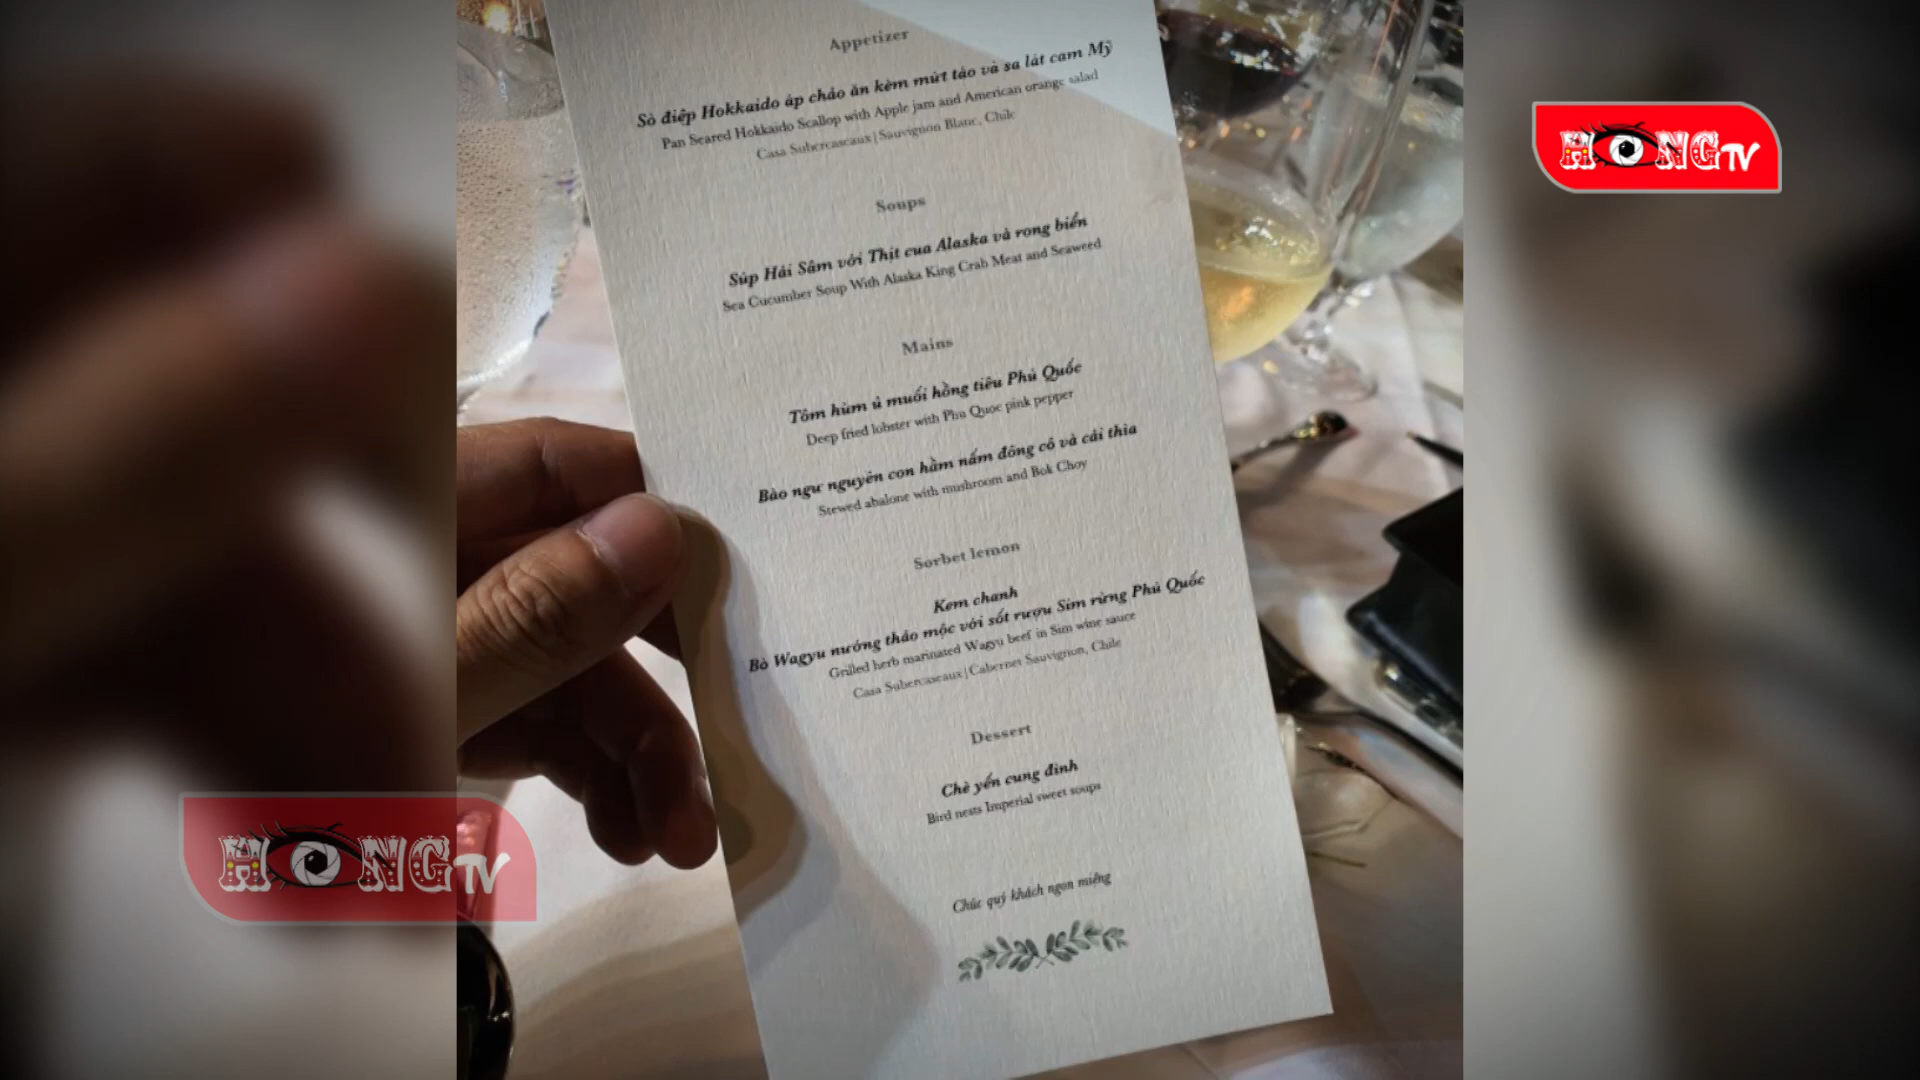 Appetizer
Sò điệp Hokkaido áp chảo ăn kèm mứt táo và sa lát cam Mỹ
Pan Seared Hokkaido Scallop with Apple jam and American orange salad
Casa Subercaseaux | Sauvignon Blanc, Chile
Soups
Súp Hải Sâm với Thịt cua Alaska và rong biển
Sea Cucumber Soup With Alaska King Crab Meat and Seaweed
Mains
Tôm hùm ủ muối hồng tiêu Phú Quốc
Deep fried lobster with Phu Quoc pink pepper
Bào ngư nguyên con hầm nấm đông cô và cải thìa
Stewed abalone with mushroom and Bok Choy
Sorbet lemon
Kem chanh
Bò Wagyu nướng thảo mộc với sốt rượu Sim rừng Phú Quốc
Grilled herb marinated Wagyu beef in Sim wine sauce
Casa Subercaseaux | Cabernet Sauvignon, Chile
Dessert
Chè yến cung đình
Bird nests Imperial sweet soups
Chúc quý khách ngon miệng
HONG TV
HONG TV